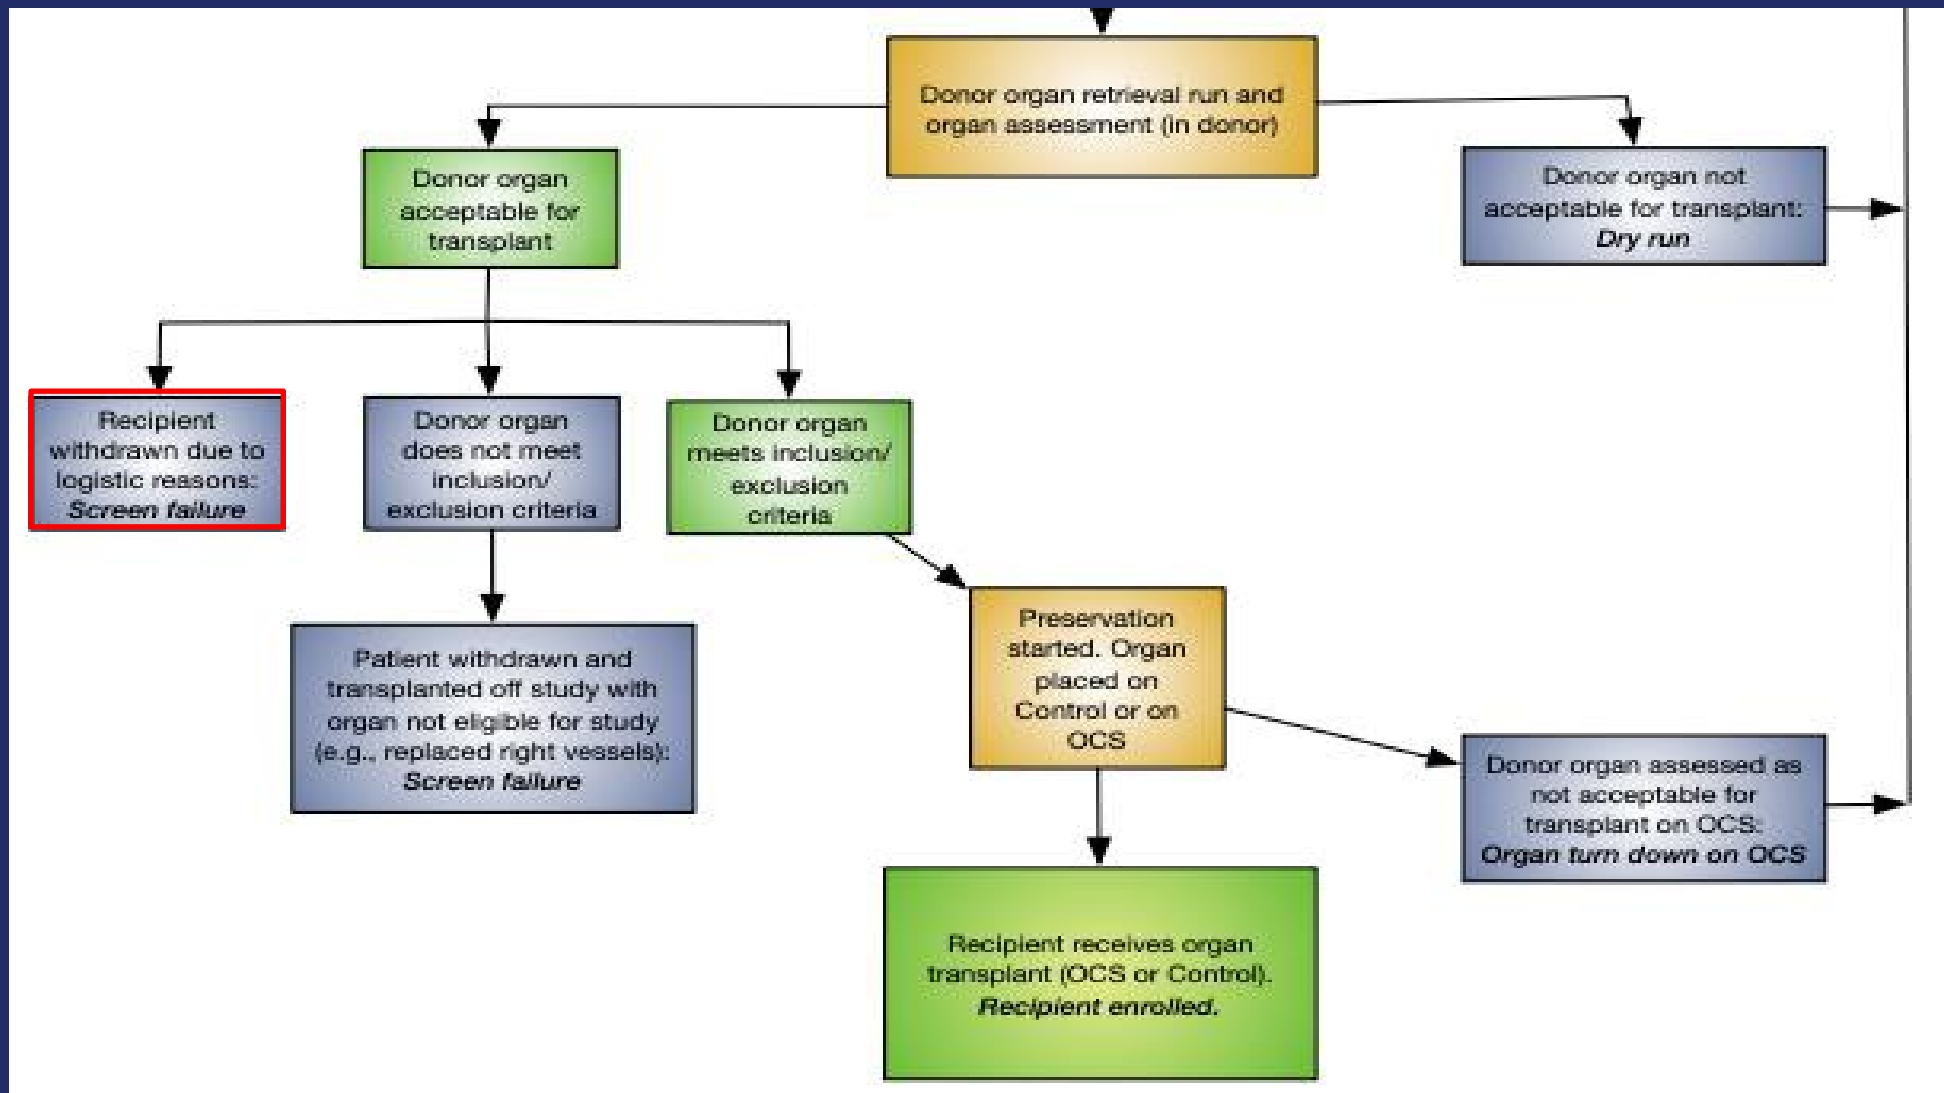 Donor organ retrieval run and
organ assessment (in donor)
Donor organ
acceptable for
transplant
Donor organ not
acceptable for transplant:
Dry run
Recipient
withdrawn due to
logistic reasons:
Screen failure
Donor organ
does not meet
inclusion/
exclusion criteria
Donor organ
meets inclusion/
exclusion
criteria
Patient withdrawn and
transplanted off study with
organ not eligible for study
(e.g., replaced right vessels):
Screen failure
Preservation
started. Organ
placed on
Control or on
OCS
Donor organ assessed as
not acceptable for
transplant on OCS:
Organ turn down on OCS
Recipient receives organ
transplant (OCS or Control).
Recipient enrolled.